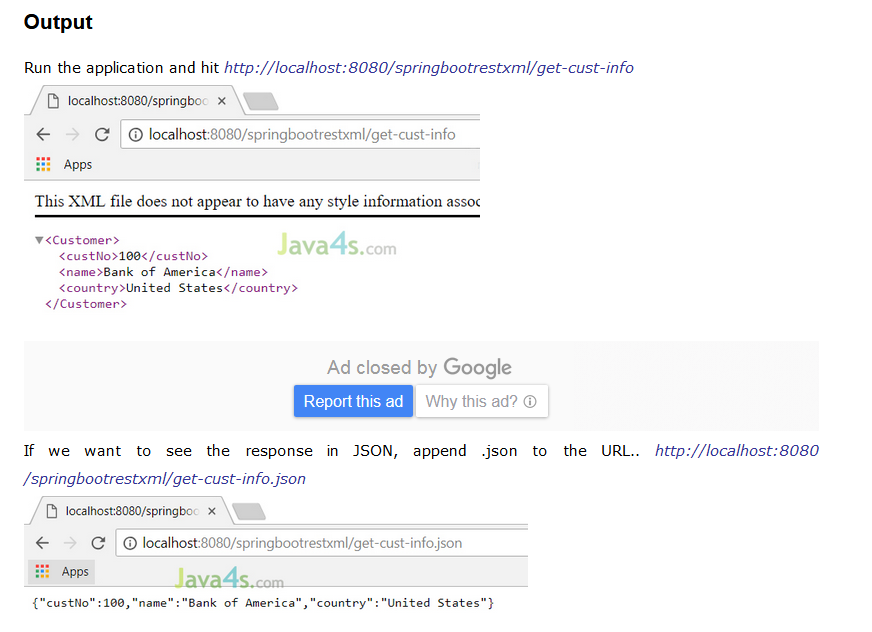 Output
Run the application and hit http://localhost:8080/springbootrestxml/get-cust-info
localhost:8080/springboc
localhost:8080/springbootrestxml/get-cust-info
Apps
This XML file does not appear to have any style information assoc
Java4s.com
<Customer>
<custNo>100</custNo>
<name>Bank of America</name>
<country>United States</country>
</Customer>
Ad closed by Google
Report this ad Why this ad?
If we want to see the response in JSON, append .json to the URL.. http://localhost:8080
/springbootrestxml/get-cust-info.json
localhost:8080/springboc
localhost:8080/springbootrestxml/get-cust-info.json
Apps
Java4s.com
{"custNo":100,"name":"Bank of America","country":"United States"}